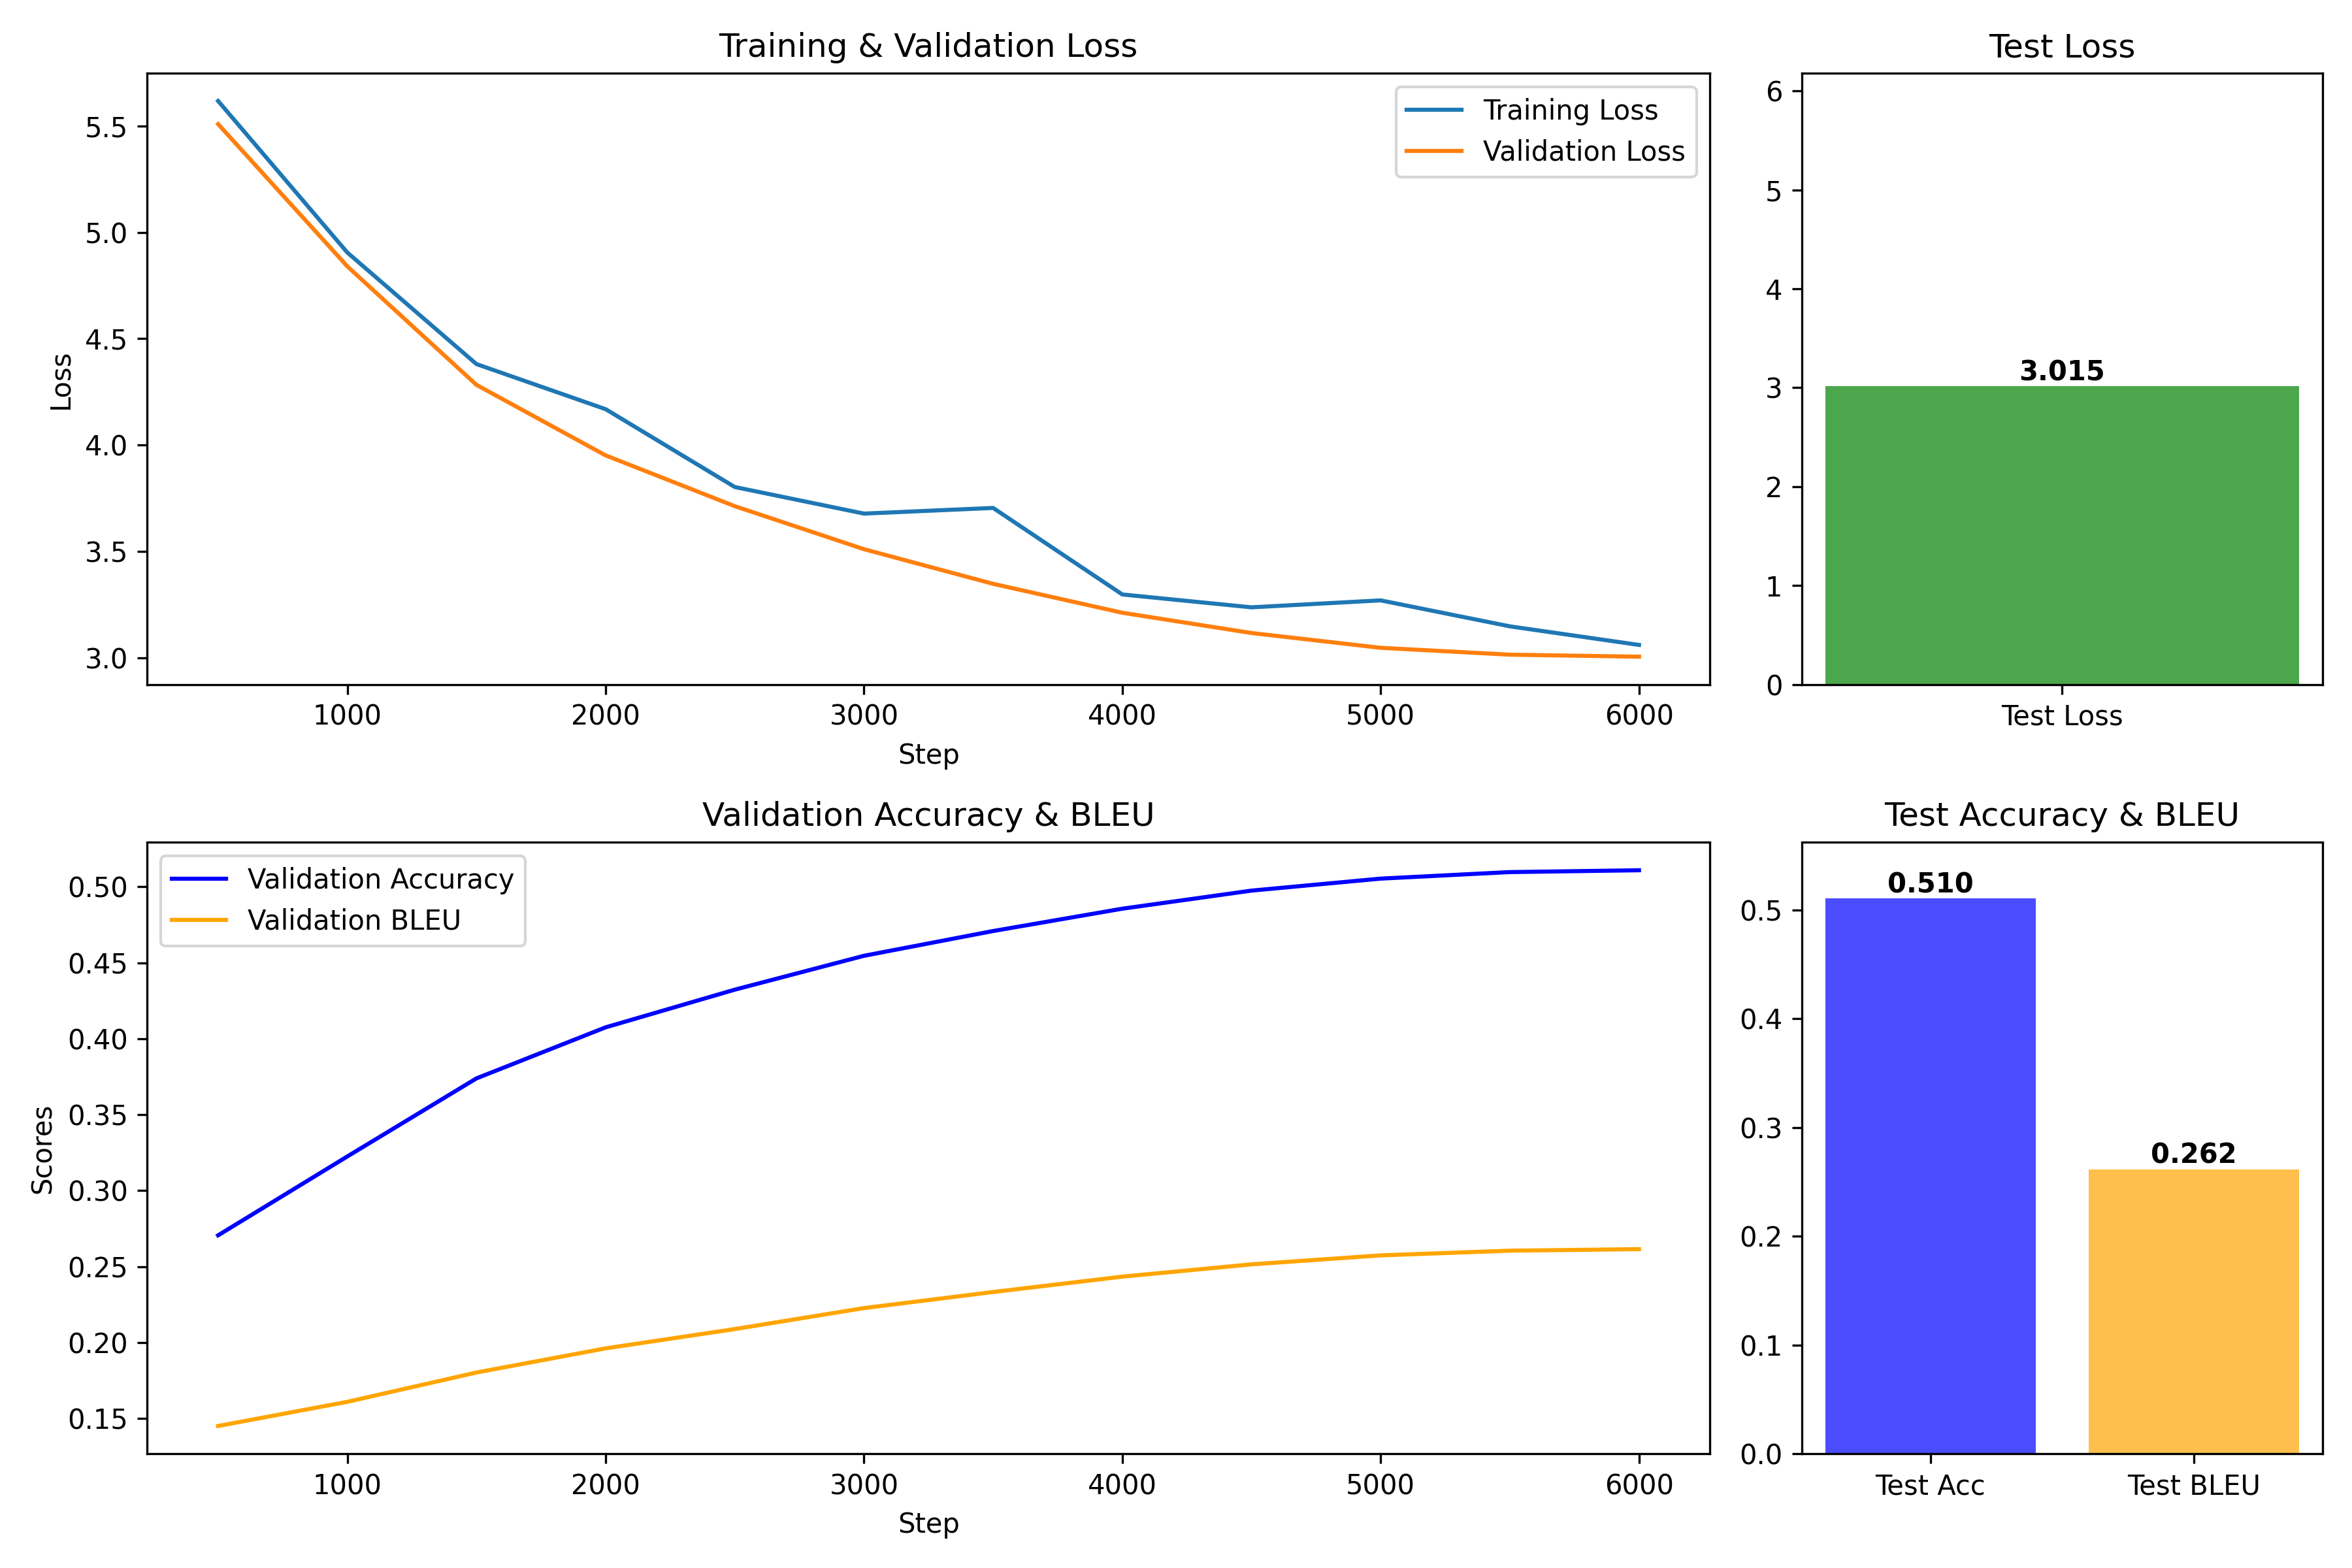 Training & Validation Loss
Training Loss
Validation Loss
5.5
5.0
4.5
4.0
3.5
3.0
Loss
1000 2000 3000 4000 5000 6000
Step
Test Loss
6
5
4
3
2
1
0
3.015
Test Loss
Validation Accuracy & BLEU
Validation Accuracy
Validation BLEU
0.50
0.45
0.40
0.35
0.30
0.25
0.20
0.15
Scores
1000 2000 3000 4000 5000 6000
Step
Test Accuracy & BLEU
0.5
0.4
0.3
0.2
0.1
0.0
0.510
0.262
Test Acc Test BLEU